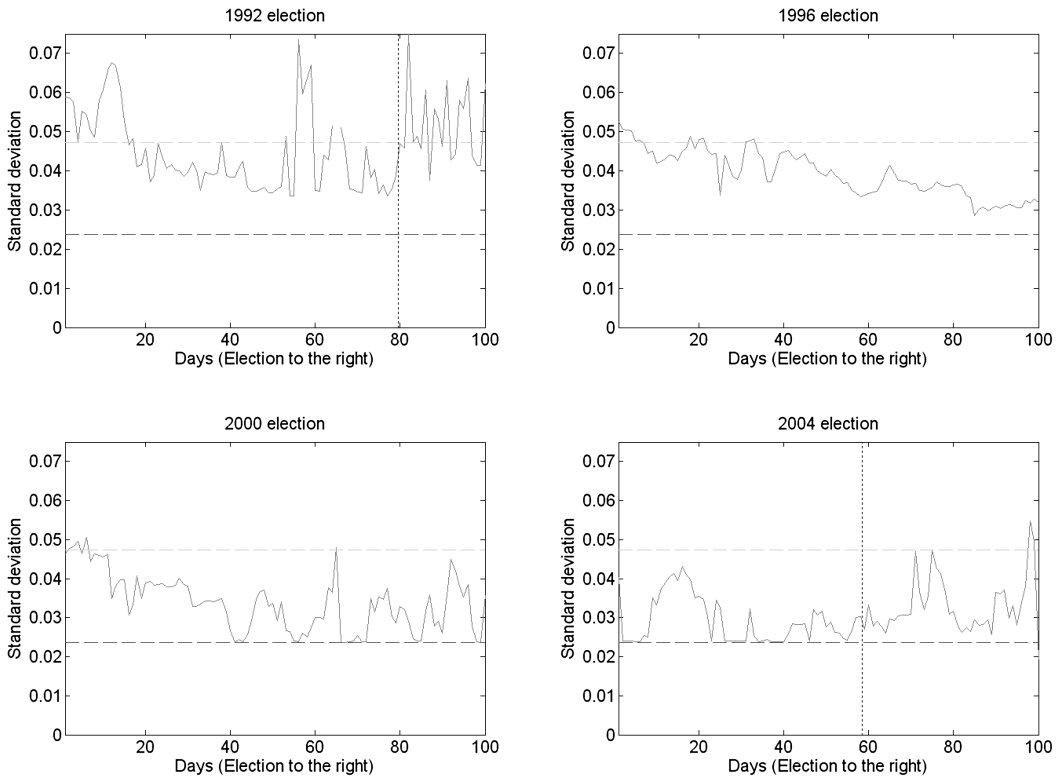 1992 election
0.07
0.06
0.05
0.04
0.03
0.02
0.01
0
Standard deviation
20 40 60 80 100
Days (Election to the right)
1996 election
0.07
0.06
0.05
0.04
0.03
0.02
0.01
0
Standard deviation
20 40 60 80 100
Days (Election to the right)
2000 election
0.07
0.06
0.05
0.04
0.03
0.02
0.01
0
Standard deviation
20 40 60 80 100
Days (Election to the right)
2004 election
0.07
0.06
0.05
0.04
0.03
0.02
0.01
0
Standard deviation
20 40 60 80 100
Days (Election to the right)